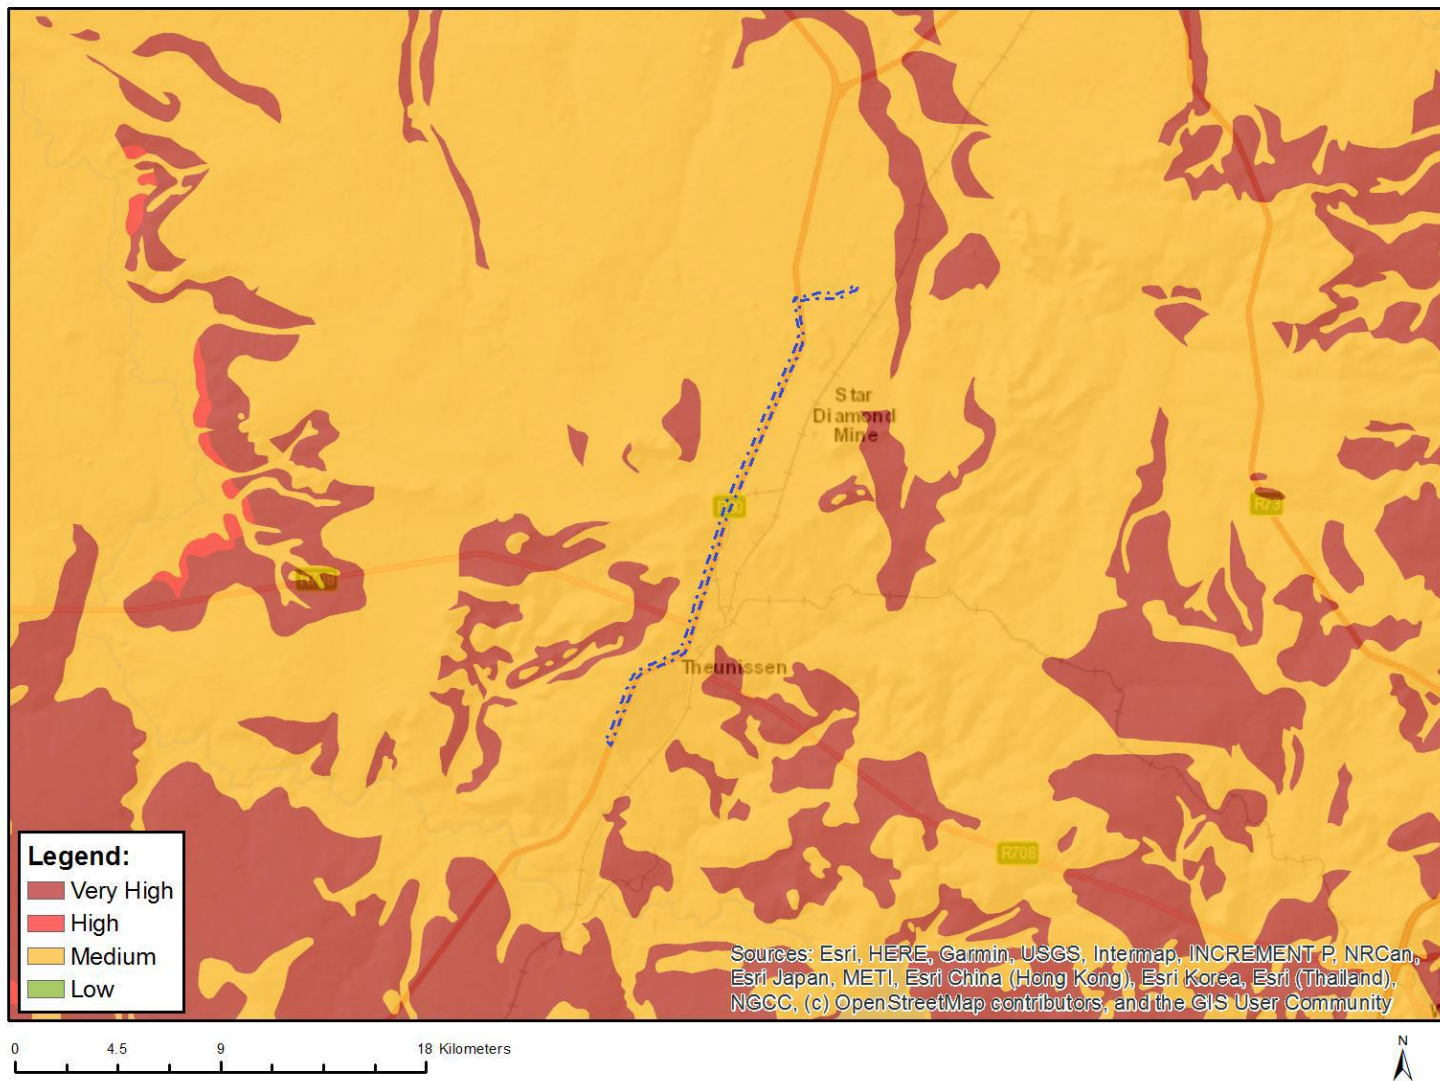 Star
Diamond
Mine
R30
R73
R708
Theunissen
R708
Legend:
Very High
High
Medium
Low
Sources: Esri, HERE, Garmin, USGS, Intermap, INCREMENT P, NRCan,
Esri Japan, METI, Esri China (Hong Kong), Esri Korea, Esri (Thailand),
NGCC, (c) OpenStreetMap contributors, and the GIS User Community
0 4.5 9 18 Kilometers
N